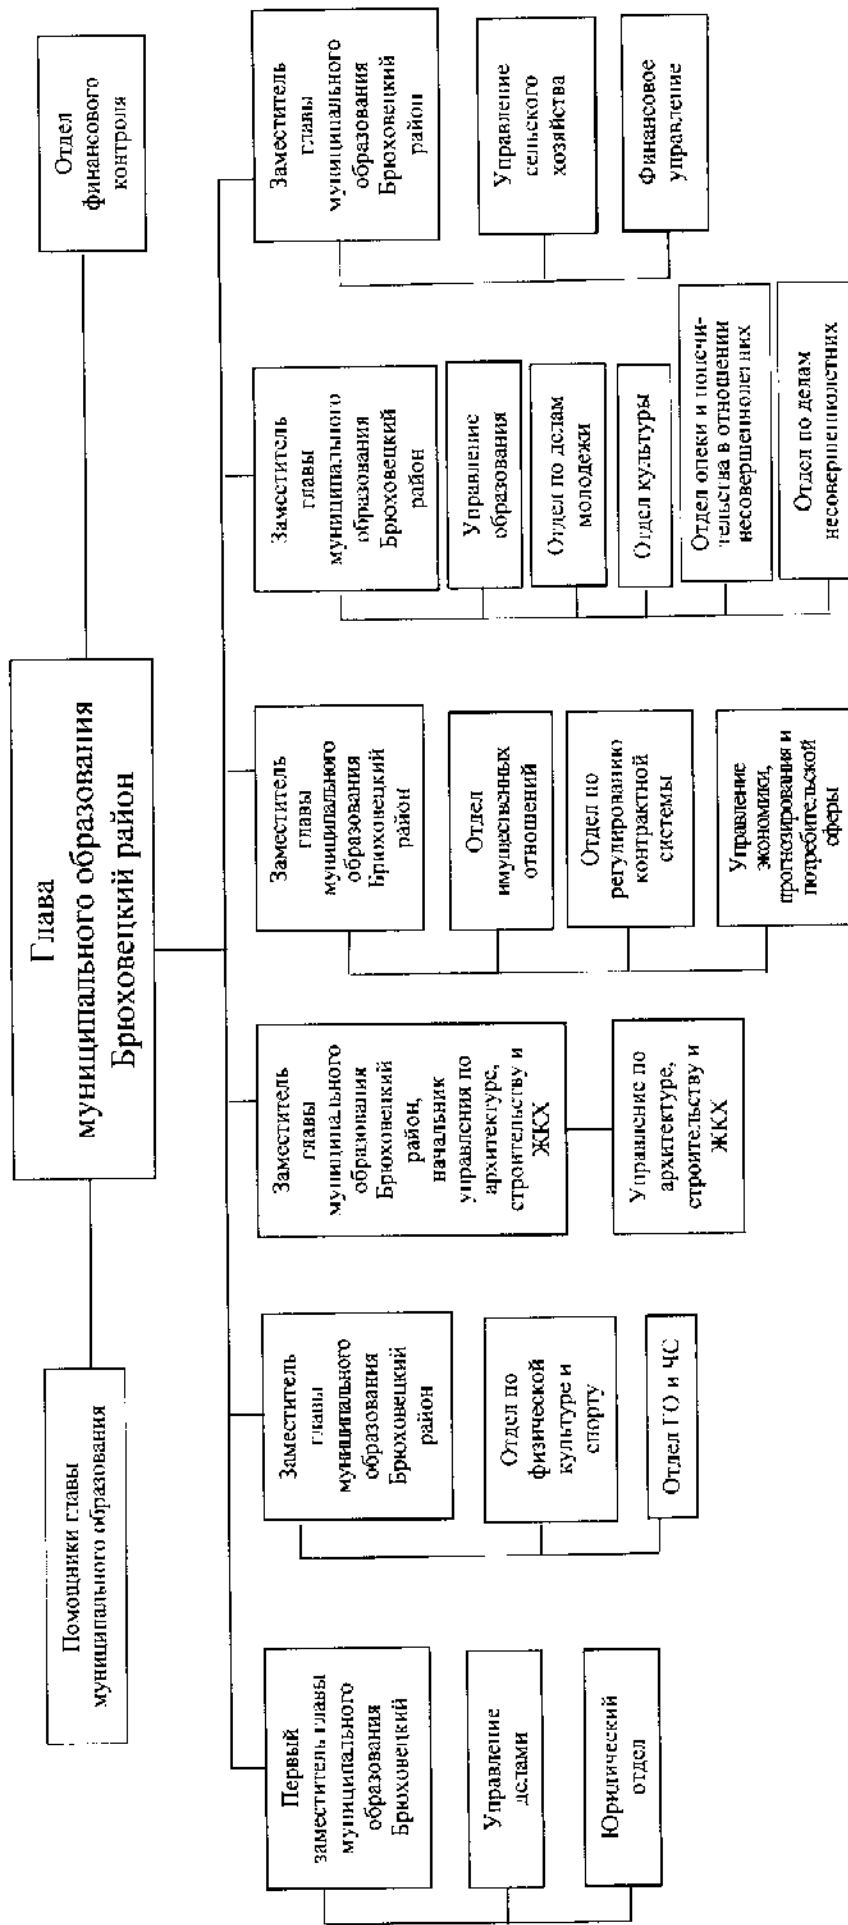 Глава
муниципального образования
Брюховецкий район
Помощники главы
муниципального образования
Отдел
финансового
контроля
Первый
заместитель главы
муниципального
образования
Брюховецкий
Управление
делами
Юридический
отдел
Заместитель
главы
муниципального
образования
Брюховецкий
район
Отдел по
физической
культуре и
спорту
Отдел ГО и ЧС
Заместитель
главы
муниципального
образования
Брюховецкий
район,
начальник
управления по
архитектуре,
строительству и
ЖКХ
Управление по
архитектуре,
строительству и
ЖКХ
Заместитель
главы
муниципального
образования
Брюховецкий
район
Отдел
имущественных
отношений
Отдел по
регулированию
контрактной
системы
Управление
экономики,
прогнозирования и
потребительской
сферы
Заместитель
главы
муниципального
образования
Брюховецкий
район
Управление
образования
Отдел по делам
молодежи
Отдел культуры
Отдел опеки и попечи-
тельства в отношении
несовершеннолетних
Отдел по делам
несовершеннолетних
Заместитель
главы
муниципального
образования
Брюховецкий
район
Управление
сельского
хозяйства
Финансовое
управление